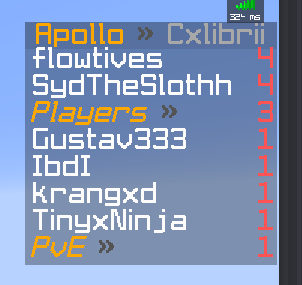 324 ms
Apollo » Cxlibrii
flowtives 4
SydTheSlothh 4
Players » 3
Gustav333 1
IbdI 1
krangxd 1
TinyxNinja 1
PvE » 1